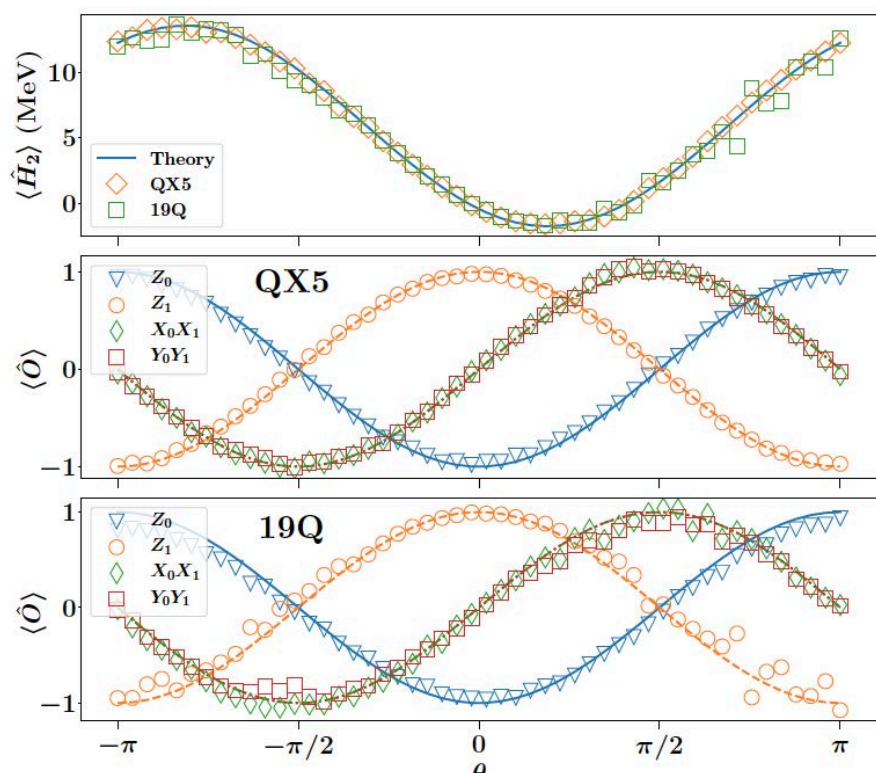 ⟨Ĥ₂⟩ (MeV)
10
5
0
Theory
QX5
19Q
⟨Ô⟩
1
0
−1
Z₀
Z₁
X₀X₁
Y₀Y₁
QX5
⟨Ô⟩
1
0
−1
Z₀
Z₁
X₀X₁
Y₀Y₁
19Q
−π
−π/2
0
π/2
π
θ